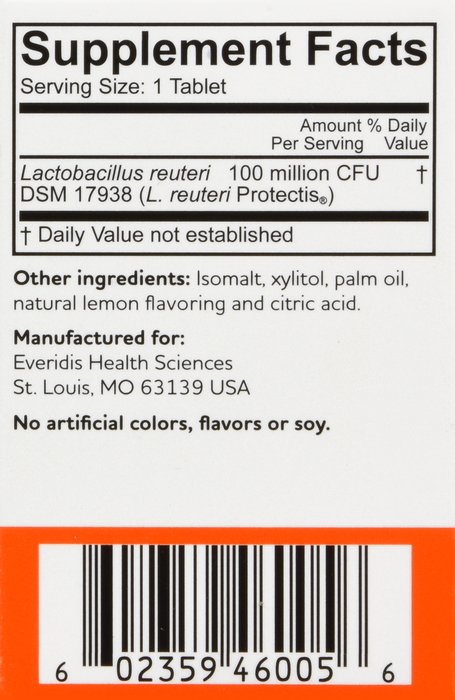 Supplement Facts
Serving Size: 1 Tablet
Amount % Daily
Per Serving Value
Lactobacillus reuteri 100 million CFU †
DSM 17938 (L. reuteri Protectis®)
† Daily Value not established
Other ingredients: Isomalt, xylitol, palm oil,
natural lemon flavoring and citric acid.
Manufactured for:
Everidis Health Sciences
St. Louis, MO 63139 USA
No artificial colors, flavors or soy.
6 02359 46005 6